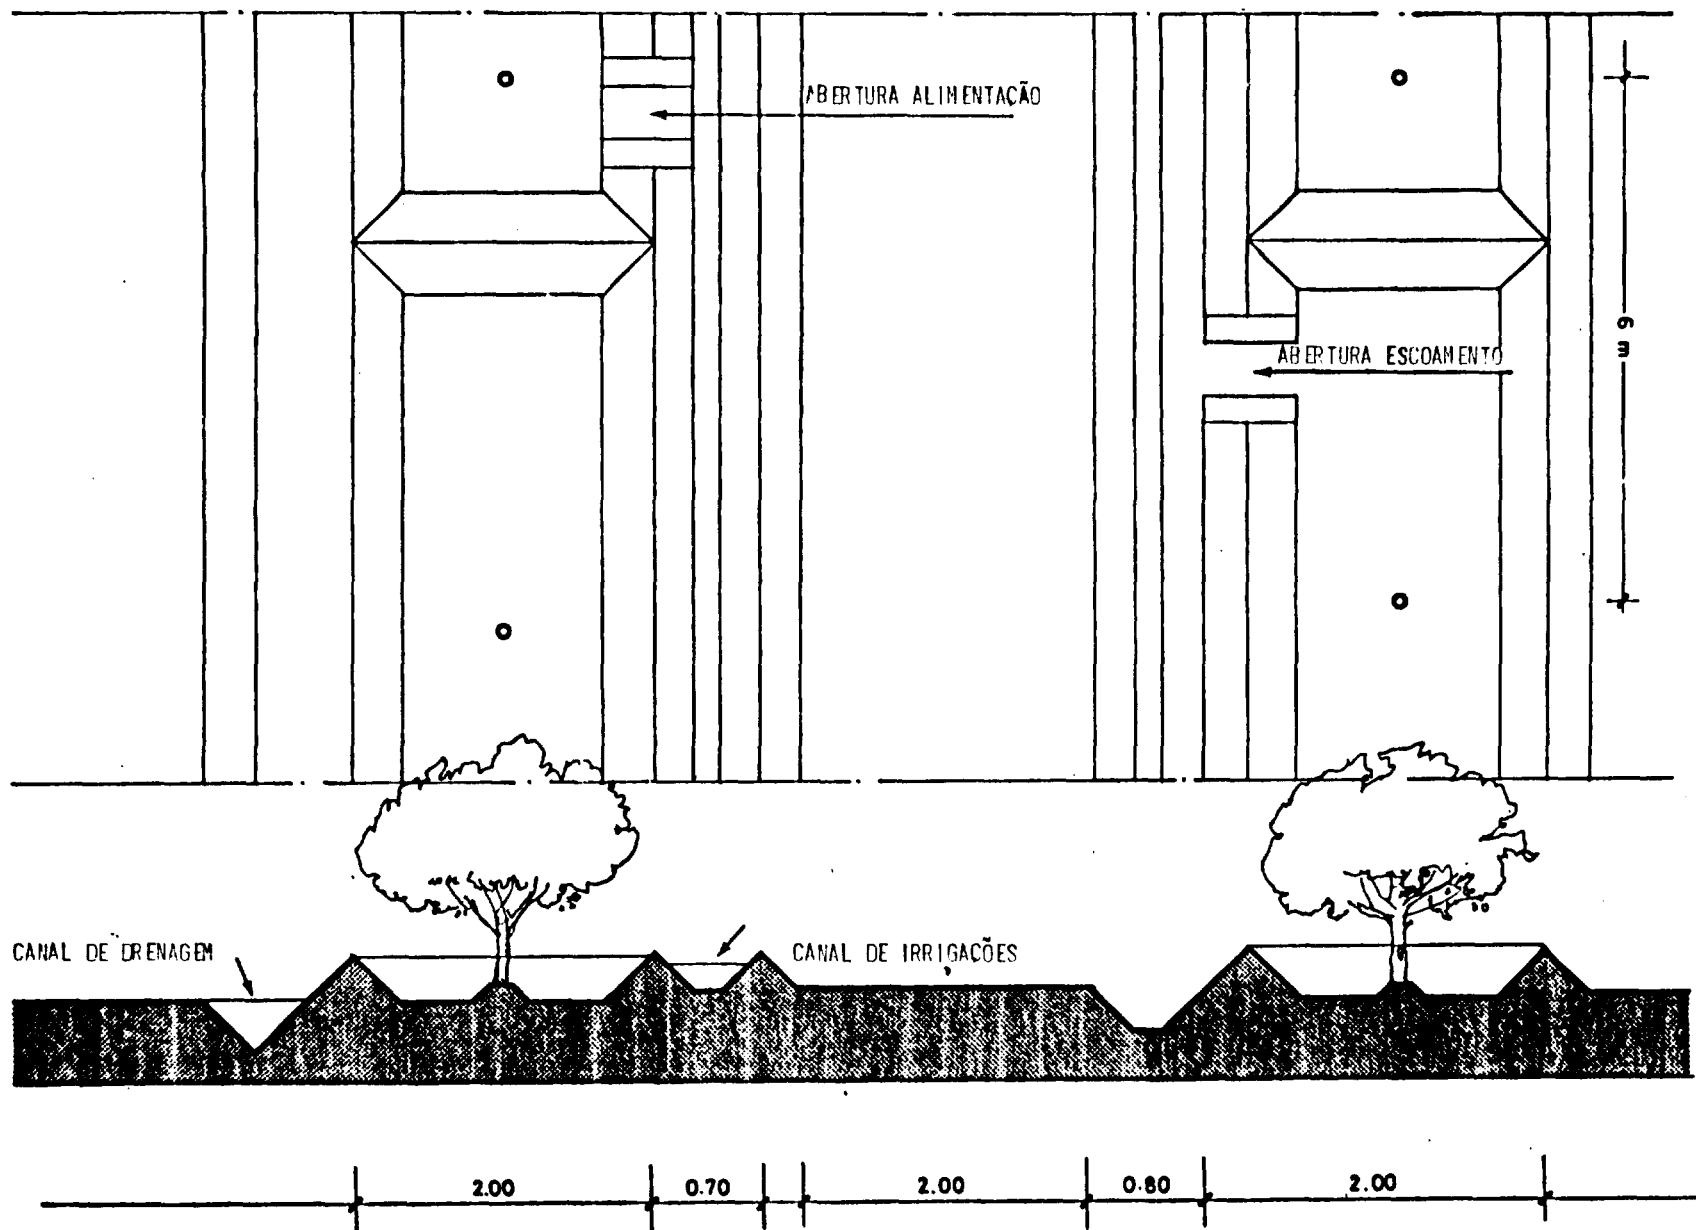 ABERTURA ALIMENTAÇÃO
6 m
ABERTURA ESCOAMENTO
CANAL DE DRENAGEM
CANAL DE IRRIGAÇÕES
2.00 0.70 2.00 0.80 2.00